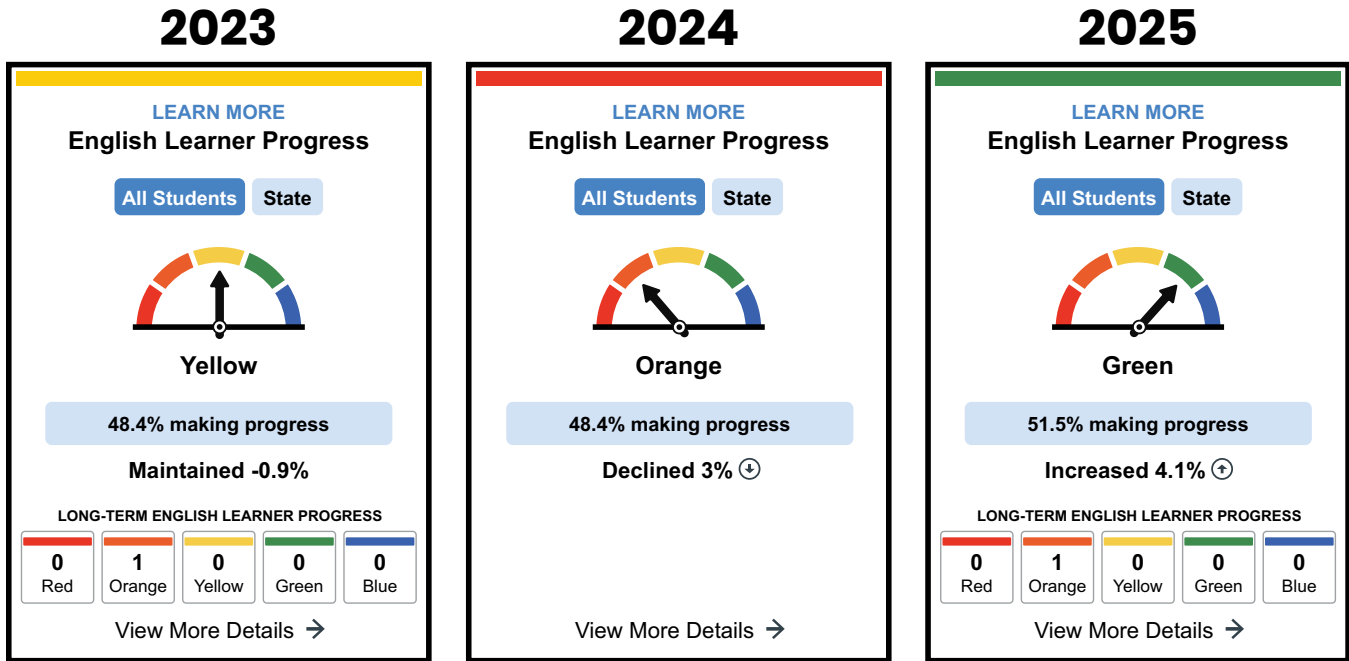 2023
LEARN MORE
English Learner Progress
All Students State
Yellow
48.4% making progress
Maintained -0.9%
LONG-TERM ENGLISH LEARNER PROGRESS
0 1 0 0 0
Red Orange Yellow Green Blue
View More Details →
2024
LEARN MORE
English Learner Progress
All Students State
Orange
48.4% making progress
Declined 3%
View More Details →
2025
LEARN MORE
English Learner Progress
All Students State
Green
51.5% making progress
Increased 4.1%
LONG-TERM ENGLISH LEARNER PROGRESS
0 1 0 0 0
Red Orange Yellow Green Blue
View More Details →